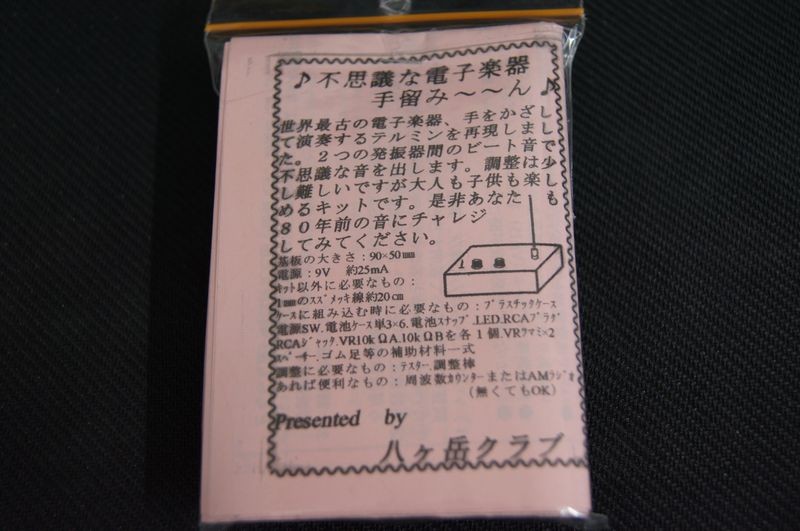 ♪不思議な電子楽器
手留み～～ん♪
世界最古の電子楽器、手をかざし
て演奏するテルミンを再現しまし
た。２つの発振器間のビート音で
不思議な音を出します。調整は少
し難しいですが大人も子供も楽し
めるキットです。是非あなたも
８０年前の音にチャレジ
してみてください。
基板の大きさ：90×50㎜
電源：9V　約25mA
キット以外に必要なもの：
1㎜のスズメッキ線約20㎝
ケースに組み込む時に必要なもの：プラスチックケース
電源SW.電池ケース単3×6.電池スナップ.LED.RCAプラグ
RCAジャック.VR10kΩA.10kΩBを各１個.VRツマミ×2
スペーサー.ゴム足等の補助材料一式
調整に必要なもの：テスター.調整棒
あれば便利なもの：周波数カウンターまたはAMラジオ
（無くてもOK）
Presented by
八ヶ岳クラブ